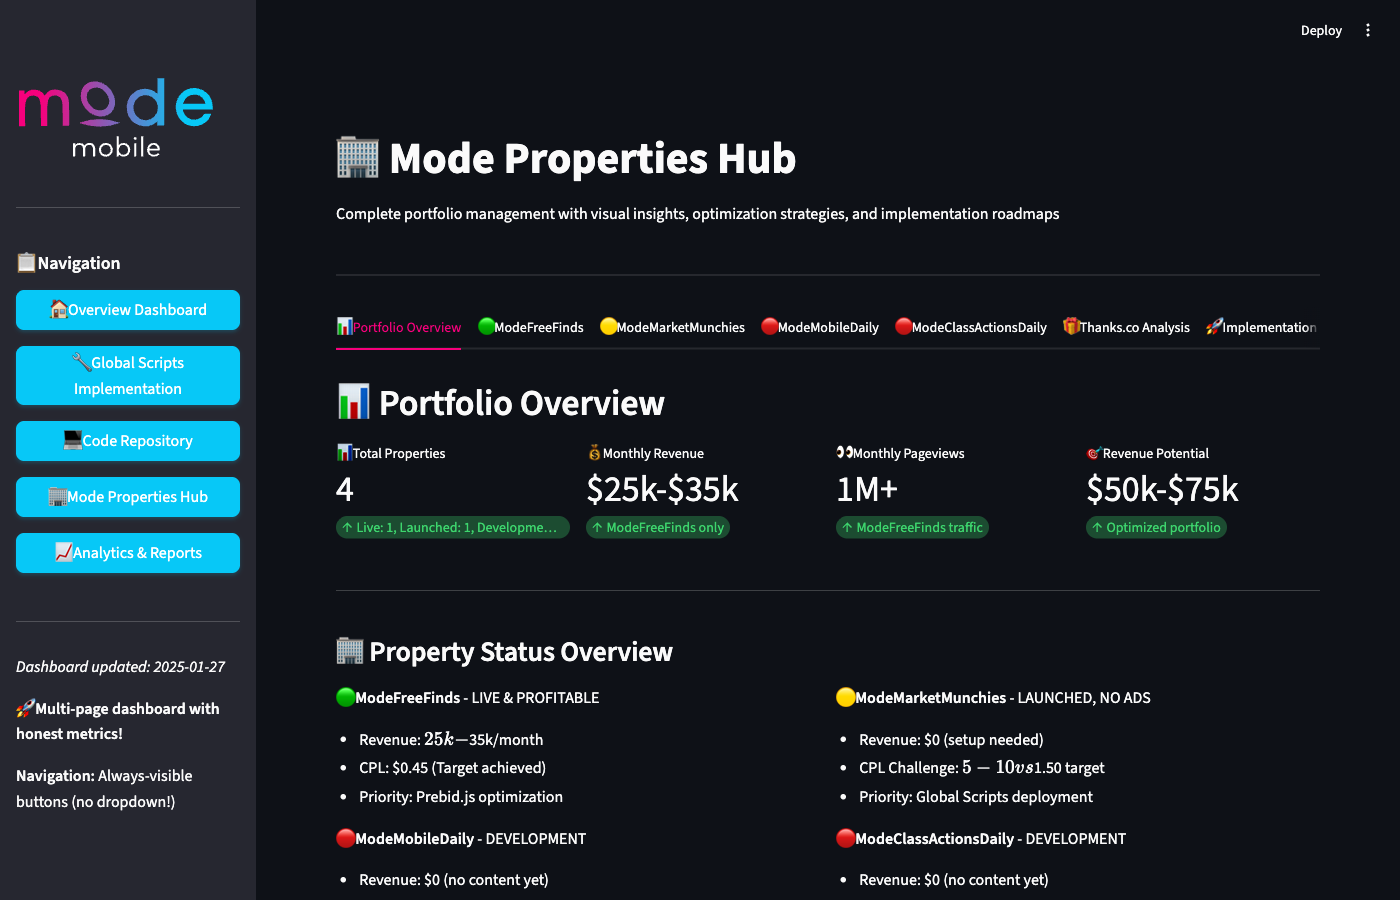 Deploy
mode
mobile
Navigation
Overview Dashboard
Global Scripts
Implementation
Code Repository
Mode Properties Hub
Analytics & Reports
Dashboard updated: 2025-01-27
Multi-page dashboard with
honest metrics!
Navigation: Always-visible
buttons (no dropdown!)
Mode Properties Hub
Complete portfolio management with visual insights, optimization strategies, and implementation roadmaps
Portfolio Overview
ModeFreeFinds
ModeMarketMunchies
ModeMobileDaily
ModeClassActionsDaily
Thanks.co Analysis
Implementation
Portfolio Overview
Total Properties
4
↑ Live: 1, Launched: 1, Developme...
Monthly Revenue
$25k-$35k
↑ ModeFreeFinds only
Monthly Pageviews
1M+
↑ ModeFreeFinds traffic
Revenue Potential
$50k-$75k
↑ Optimized portfolio
Property Status Overview
ModeFreeFinds - LIVE & PROFITABLE
• Revenue: 25k−35k/month
• CPL: $0.45 (Target achieved)
• Priority: Prebid.js optimization
ModeMarketMunchies - LAUNCHED, NO ADS
• Revenue: $0 (setup needed)
• CPL Challenge: 5 − 10vs1.50 target
• Priority: Global Scripts deployment
ModeMobileDaily - DEVELOPMENT
• Revenue: $0 (no content yet)
ModeClassActionsDaily - DEVELOPMENT
• Revenue: $0 (no content yet)